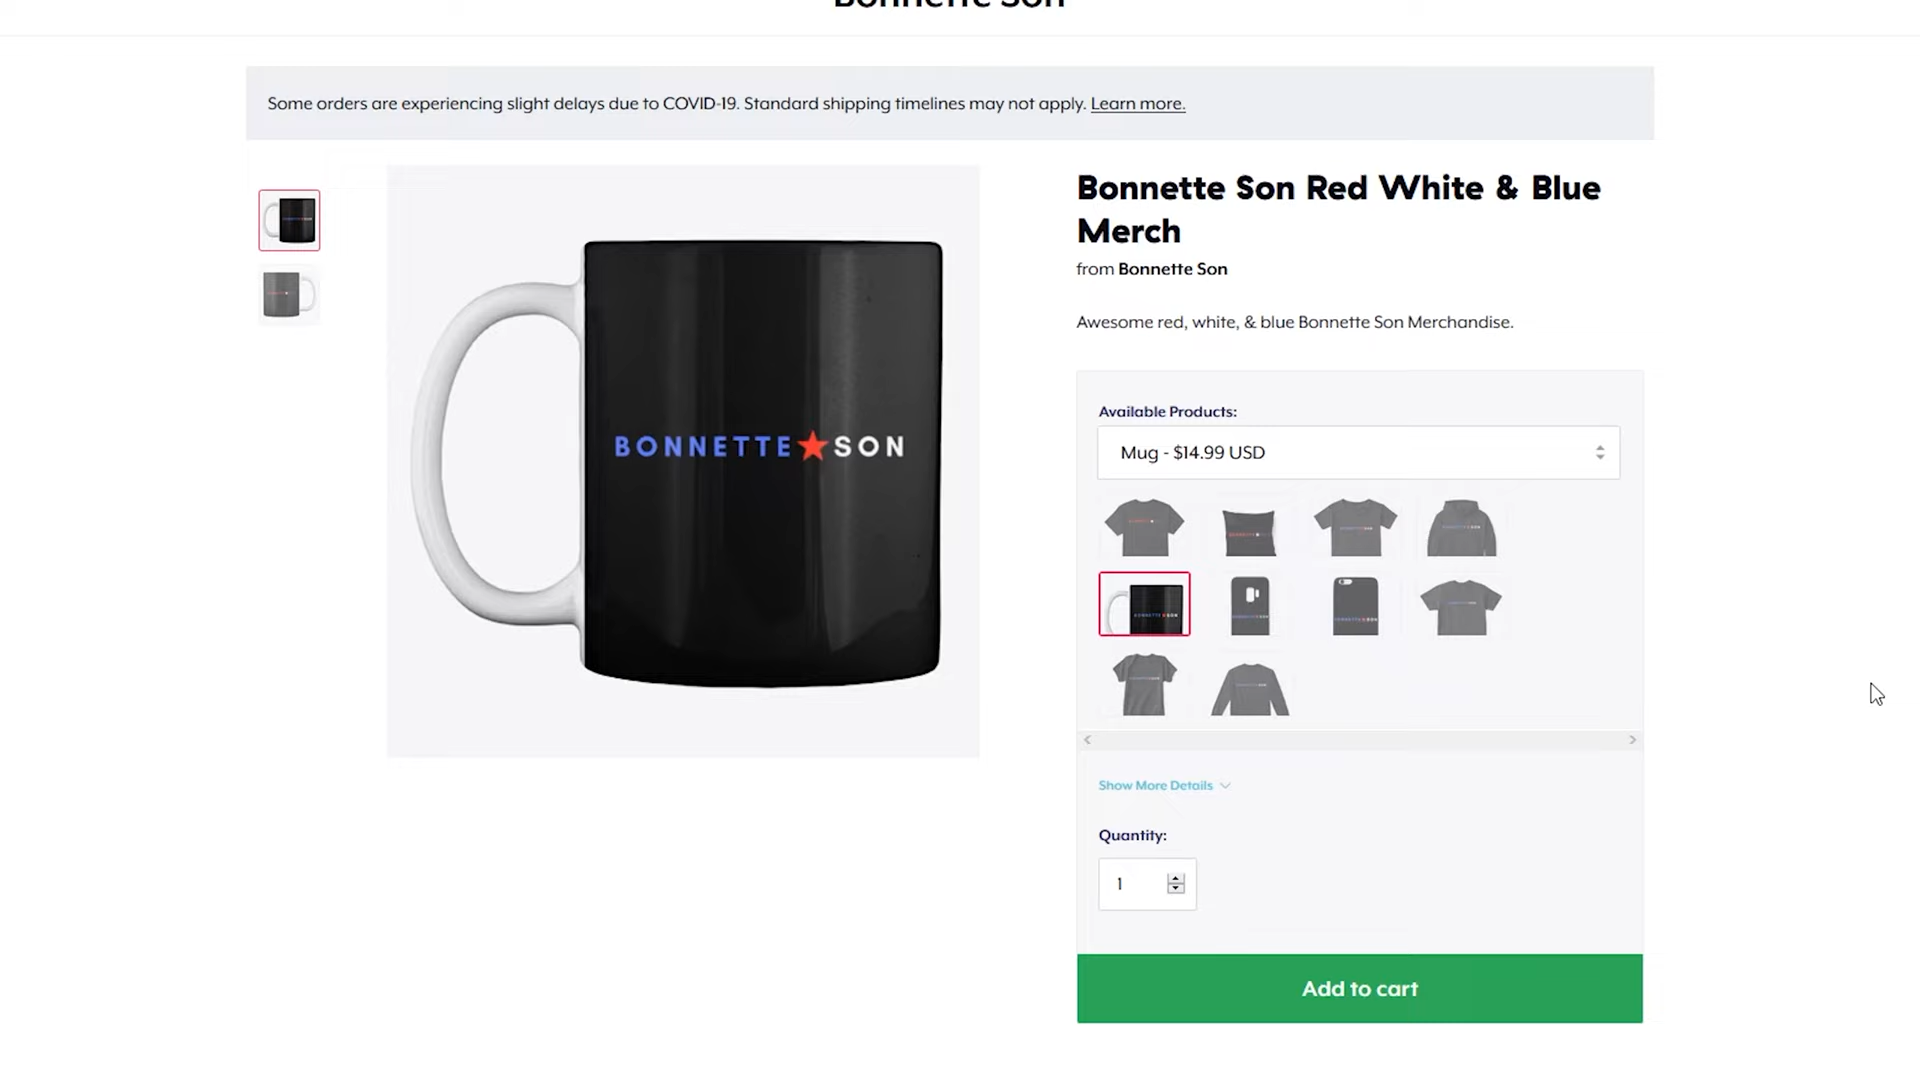 Bonnette Son
Some orders are experiencing slight delays due to COVID-19. Standard shipping timelines may not apply. Learn more.
Bonnette Son Red White & Blue
Merch
from Bonnette Son
Awesome red, white, & blue Bonnette Son Merchandise.
BONNETTE★SON
Available Products:
Mug - $14.99 USD
Show More Details
Quantity:
1
Add to cart